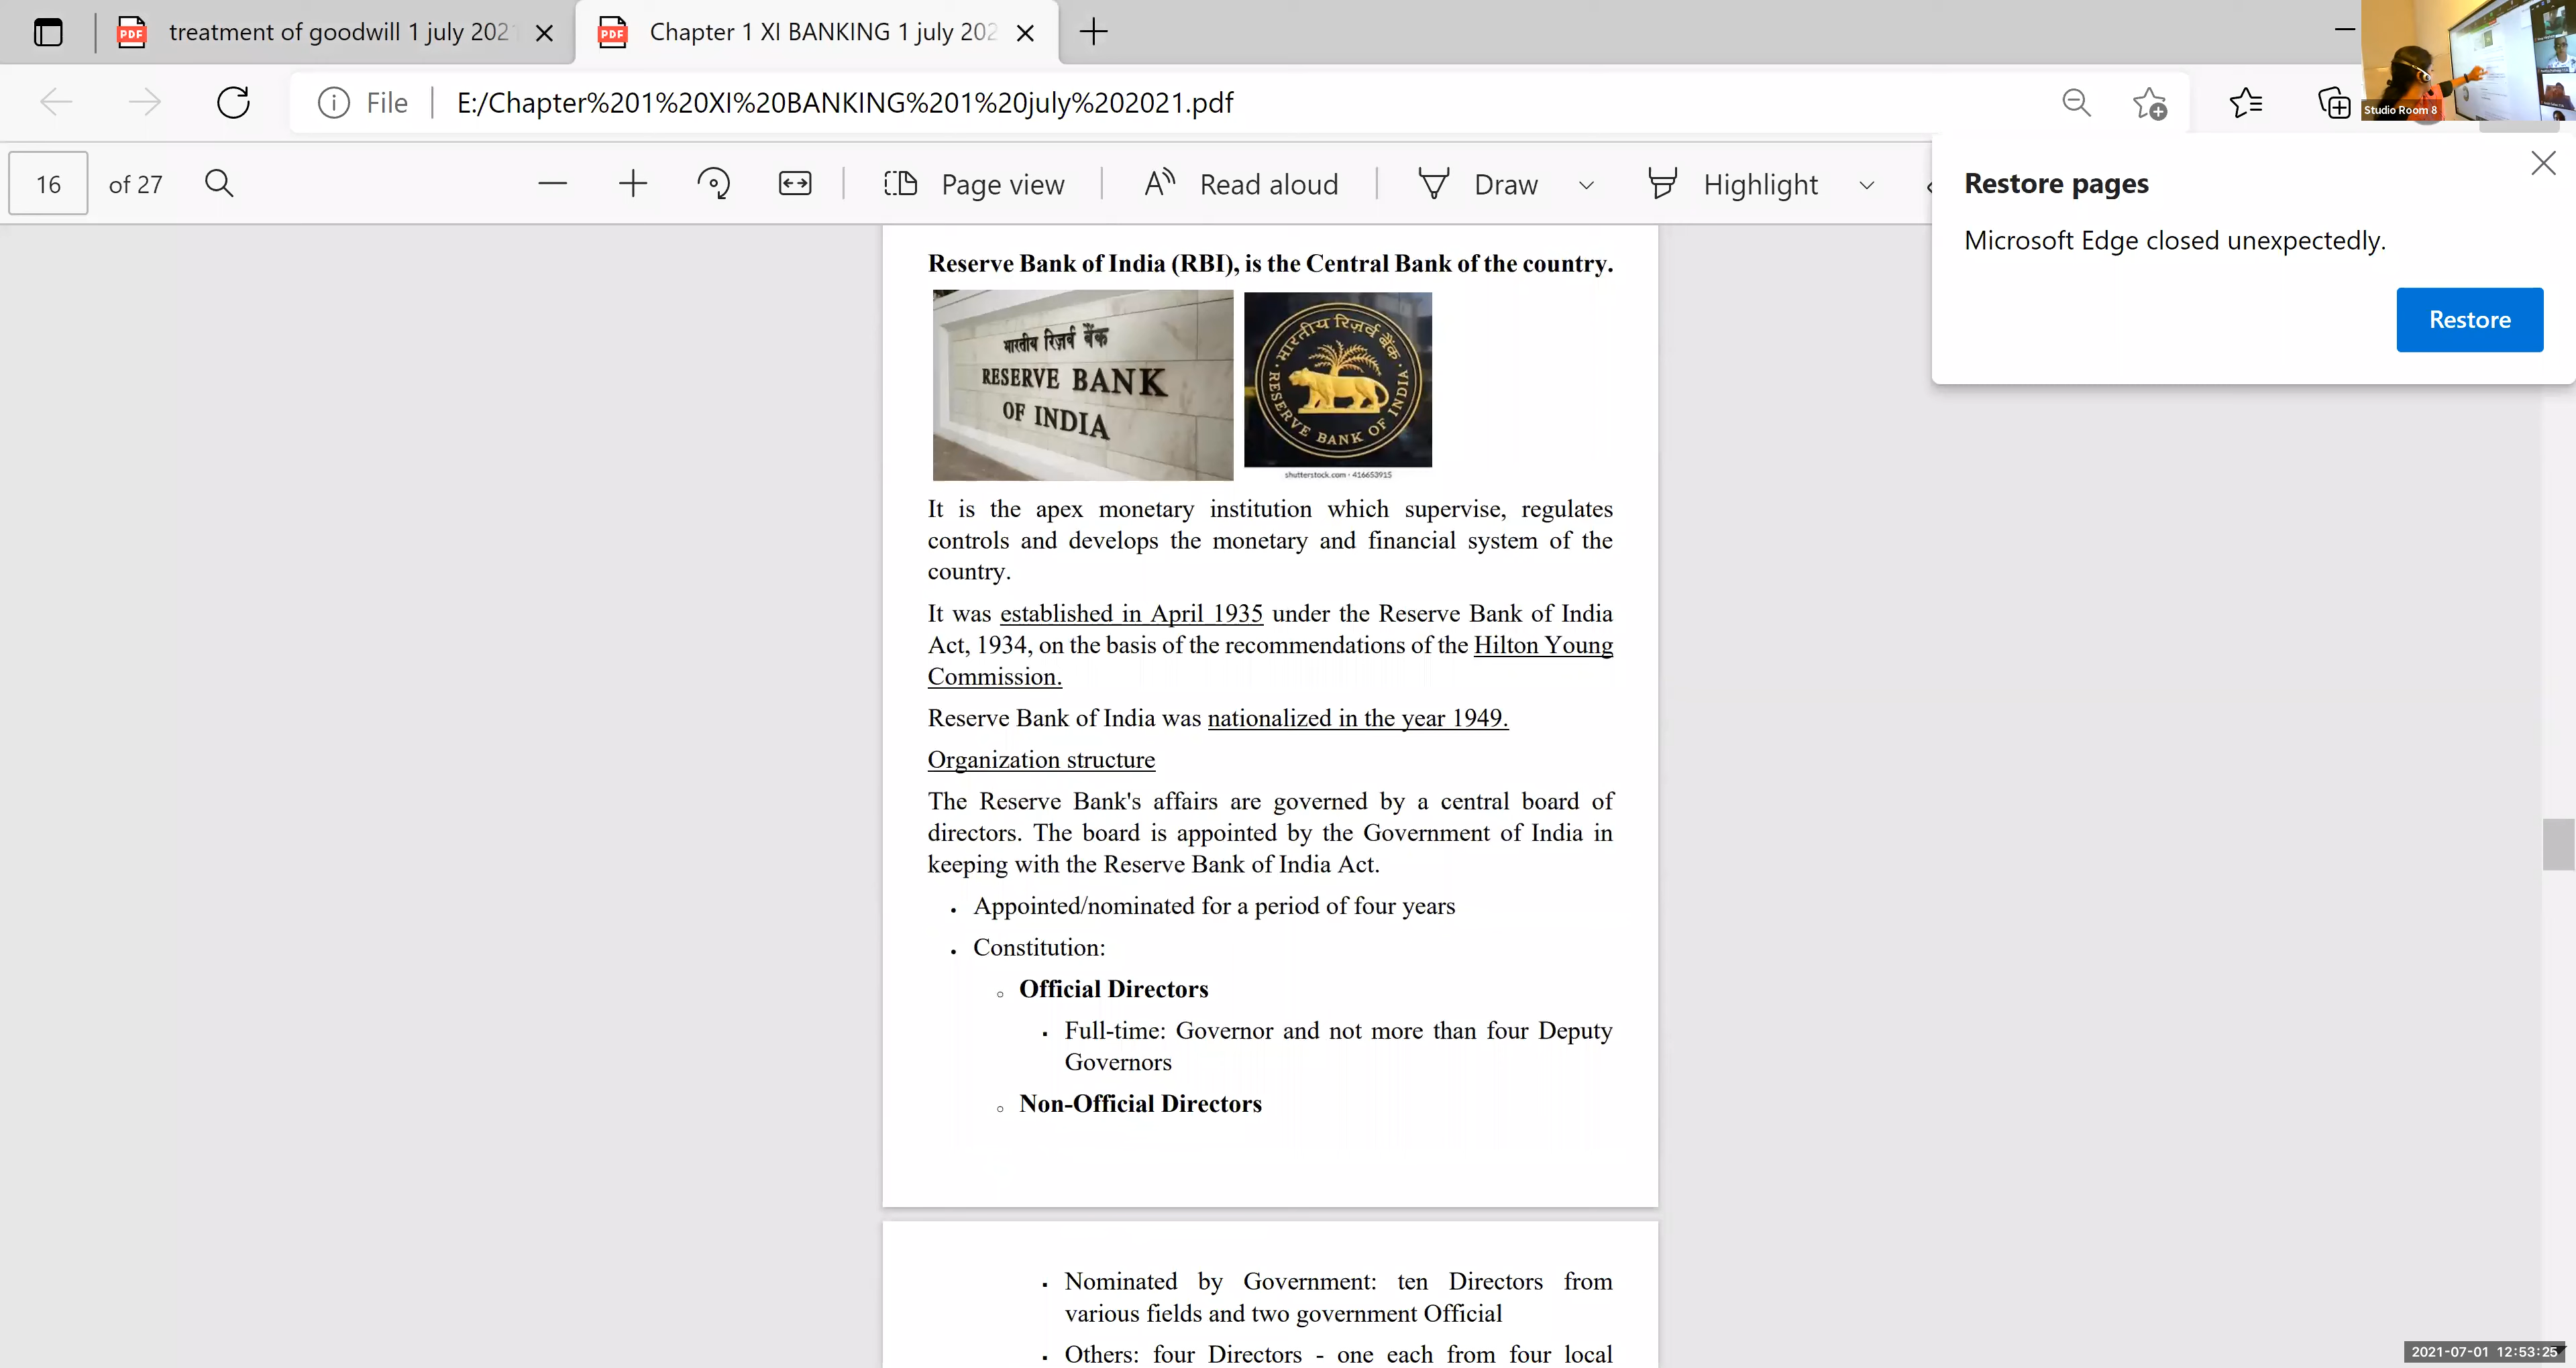 treatment of goodwill 1 july 202
Chapter 1 XI BANKING 1 july 202
File
E:/Chapter%201%20XI%20BANKING%201%20july%202021.pdf
Studio Room 8
16 of 27
Page view
Read aloud
Draw
Highlight
Restore pages
Microsoft Edge closed unexpectedly.
Restore
Reserve Bank of India (RBI), is the Central Bank of the country.
भारतीय रिज़र्व बैंक
RESERVE BANK
OF INDIA
भारतीय रिज़र्व बैंक
RESERVE BANK OF INDIA
shutterstock.com · 416653915
It is the apex monetary institution which supervise, regulates
controls and develops the monetary and financial system of the
country.
It was established in April 1935 under the Reserve Bank of India
Act, 1934, on the basis of the recommendations of the Hilton Young
Commission.
Reserve Bank of India was nationalized in the year 1949.
Organization structure
The Reserve Bank's affairs are governed by a central board of
directors. The board is appointed by the Government of India in
keeping with the Reserve Bank of India Act.
Appointed/nominated for a period of four years
Constitution:
Official Directors
Full-time: Governor and not more than four Deputy
Governors
Non-Official Directors
Nominated by Government: ten Directors from
various fields and two government Official
Others: four Directors - one each from four local
2021-07-01 12:53:25